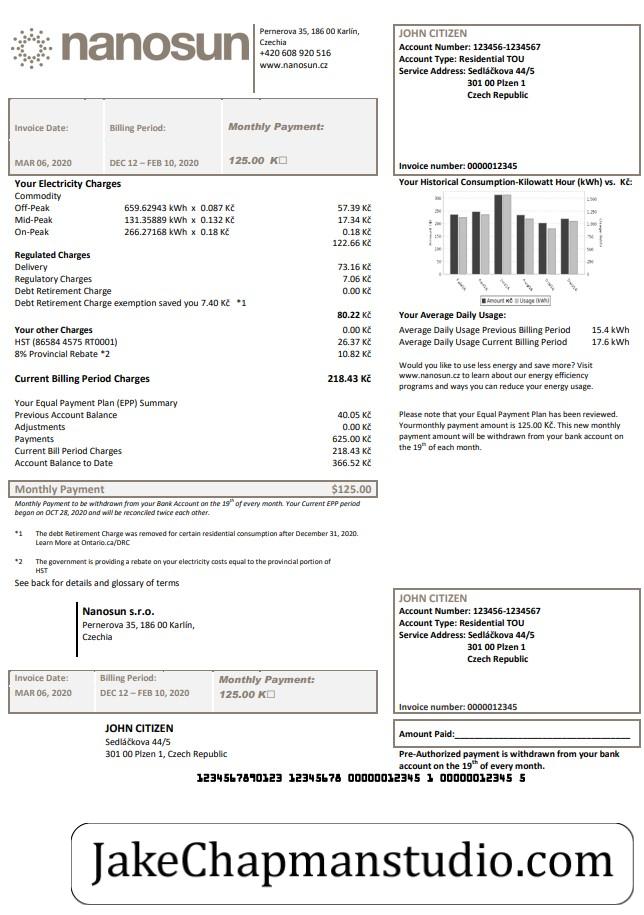 nanosun
Pernerova 35, 186 00 Karlín,
Czechia
+420 608 920 516
www.nanosun.cz
JOHN CITIZEN
Account Number: 123456-1234567
Account Type: Residential TOU
Service Address: Sedláčkova 44/5
301 00 Plzen 1
Czech Republic
Invoice number: 0000012345
Invoice Date: Billing Period: Monthly Payment:
MAR 06, 2020 DEC 12 – FEB 10, 2020 125.00 K□
Your Electricity Charges
Commodity
Off-Peak 659.62943 kWh x 0.087 Kč 57.39 Kč
Mid-Peak 131.35889 kWh x 0.132 Kč 17.34 Kč
On-Peak 266.27168 kWh x 0.18 Kč 0.18 Kč
122.66 Kč
Regulated Charges
Delivery 73.16 Kč
Regulatory Charges 7.06 Kč
Debt Retirement Charge 0.00 Kč
Debt Retirement Charge exemption saved you 7.40 Kč *1
80.22 Kč
Your other Charges 0.00 Kč
HST (86584 4575 RT0001) 26.37 Kč
8% Provincial Rebate *2 10.82 Kč
Current Billing Period Charges 218.43 Kč
Your Equal Payment Plan (EPP) Summary
Previous Account Balance 40.05 Kč
Adjustments 0.00 Kč
Payments 625.00 Kč
Current Bill Period Charges 218.43 Kč
Account Balance to Date 366.52 Kč
Monthly Payment $125.00
Monthly Payment to be withdrawn from your Bank Account on the 19th of every month. Your Current EPP period
began on OCT 28, 2020 and will be reconciled twice each other.
*1 The debt Retirement Charge was removed for certain residential consumption after December 31, 2020.
Learn More at Ontario.ca/DRC
*2 The government is providing a rebate on your electricity costs equal to the provincial portion of
HST
See back for details and glossary of terms
Your Historical Consumption-Kilowatt Hour (kWh) vs. Kč:
300
250
200
150
100
50
0
1,500
1,250
1,000
750
500
250
0
Amount Kč Usage (kWh)
Your Average Daily Usage:
Average Daily Usage Previous Billing Period 15.4 kWh
Average Daily Usage Current Billing Period 17.6 kWh
Would you like to use less energy and save more? Visit
www.nanosun.cz to learn about our energy efficiency
programs and ways you can reduce your energy usage.
Please note that your Equal Payment Plan has been reviewed.
Yourmonthly payment amount is 125.00 Kč. This new monthly
payment amount will be withdrawn from your bank account on
the 19th of each month.
Nanosun s.r.o.
Pernerova 35, 186 00 Karlín,
Czechia
JOHN CITIZEN
Account Number: 123456-1234567
Account Type: Residential TOU
Service Address: Sedláčkova 44/5
301 00 Plzen 1
Czech Republic
Invoice number: 0000012345
Invoice Date: Billing Period: Monthly Payment:
MAR 06, 2020 DEC 12 – FEB 10, 2020 125.00 K□
JOHN CITIZEN
Sedláčkova 44/5
301 00 Plzen 1, Czech Republic
Amount Paid:
Pre-Authorized payment is withdrawn from your bank
account on the 19th of every month.
1234567890123 12345678 00000012345 1 00000012345 5
JakeChapmanstudio.com